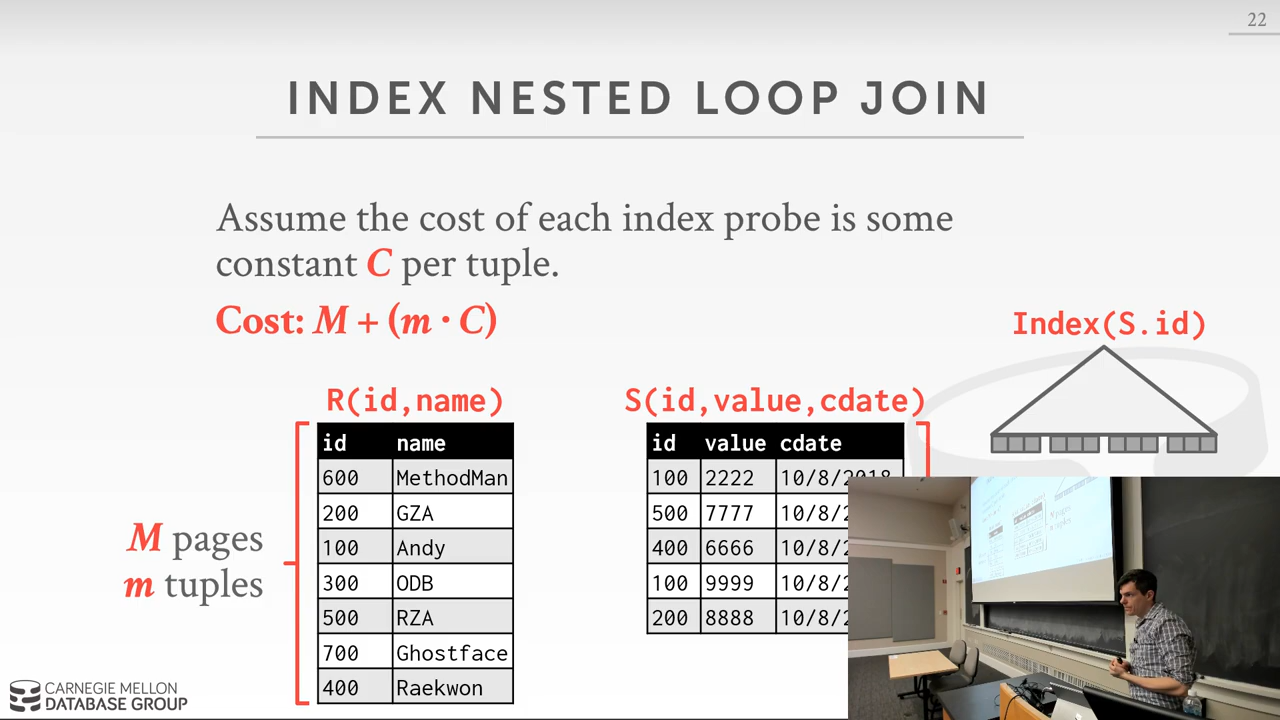 22
INDEX NESTED LOOP JOIN
Assume the cost of each index probe is some
constant C per tuple.
Cost: M + (m · C)
Index(S.id)
R(id,name)
S(id,value,cdate)
id name
600 MethodMan
200 GZA
100 Andy
300 ODB
500 RZA
700 Ghostface
400 Raekwon
id value cdate
100 2222 10/8/2018
500 7777 10/8/2
400 6666 10/8/2
100 9999 10/8/2
200 8888 10/8/2
M pages
m tuples
CARNEGIE MELLON
DATABASE GROUP